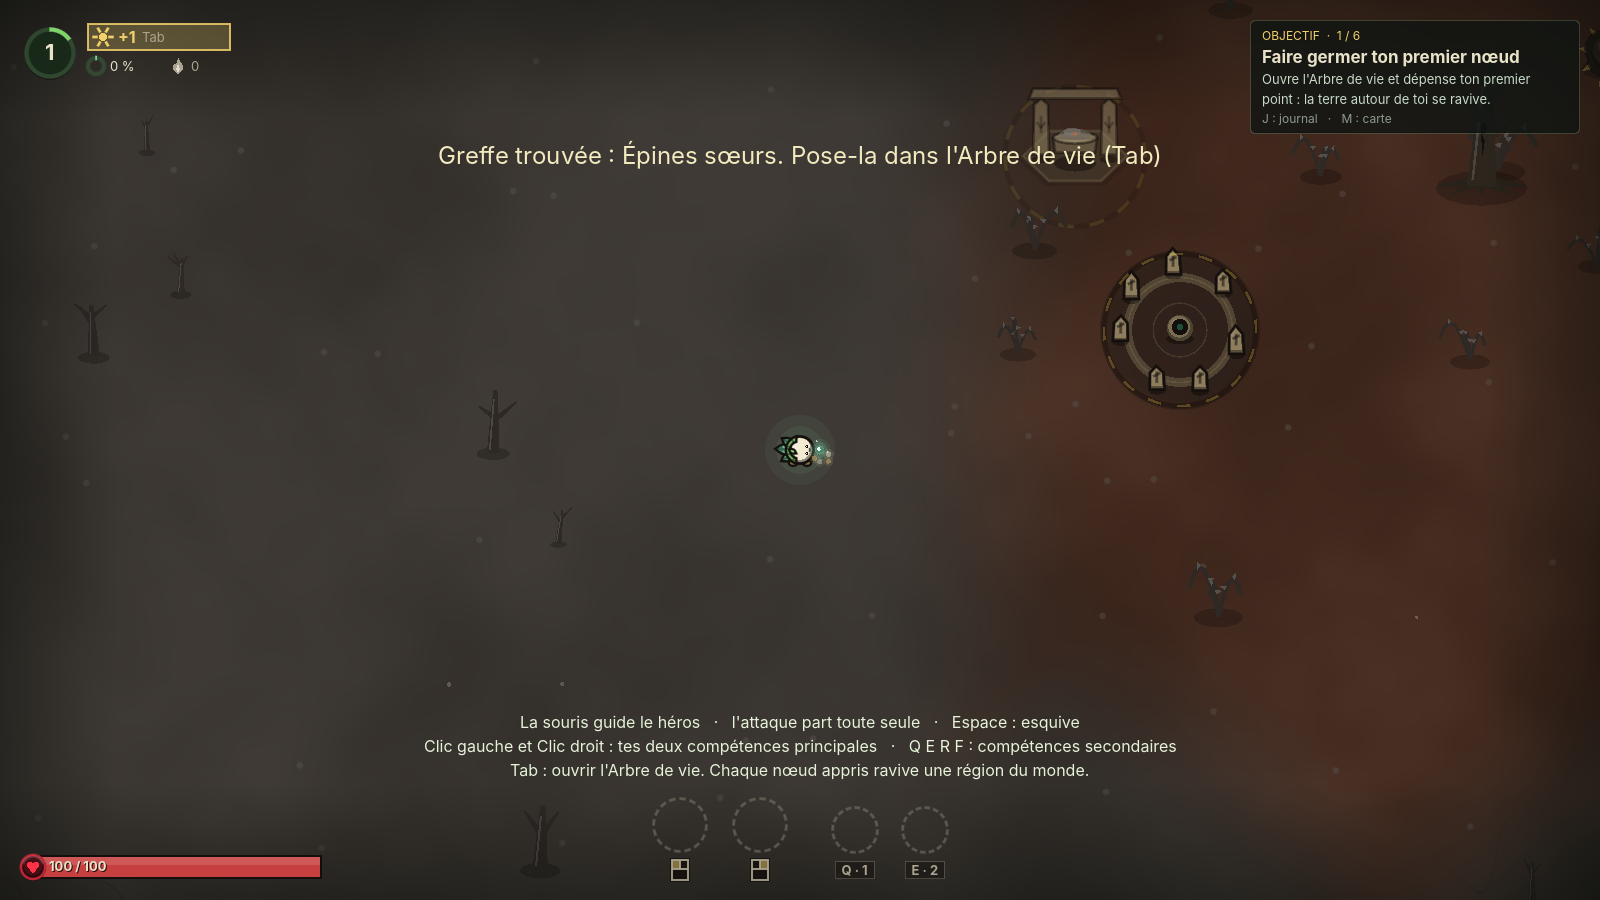 1
+1 Tab
0 %
0
OBJECTIF · 1 / 6
Faire germer ton premier nœud
Ouvre l'Arbre de vie et dépense ton premier
point : la terre autour de toi se ravive.
J : journal · M : carte
Greffe trouvée : Épines sœurs. Pose-la dans l'Arbre de vie (Tab)
La souris guide le héros · l'attaque part toute seule · Espace : esquive
Clic gauche et Clic droit : tes deux compétences principales · Q E R F : compétences secondaires
Tab : ouvrir l'Arbre de vie. Chaque nœud appris ravive une région du monde.
100 / 100
Q · 1
E · 2